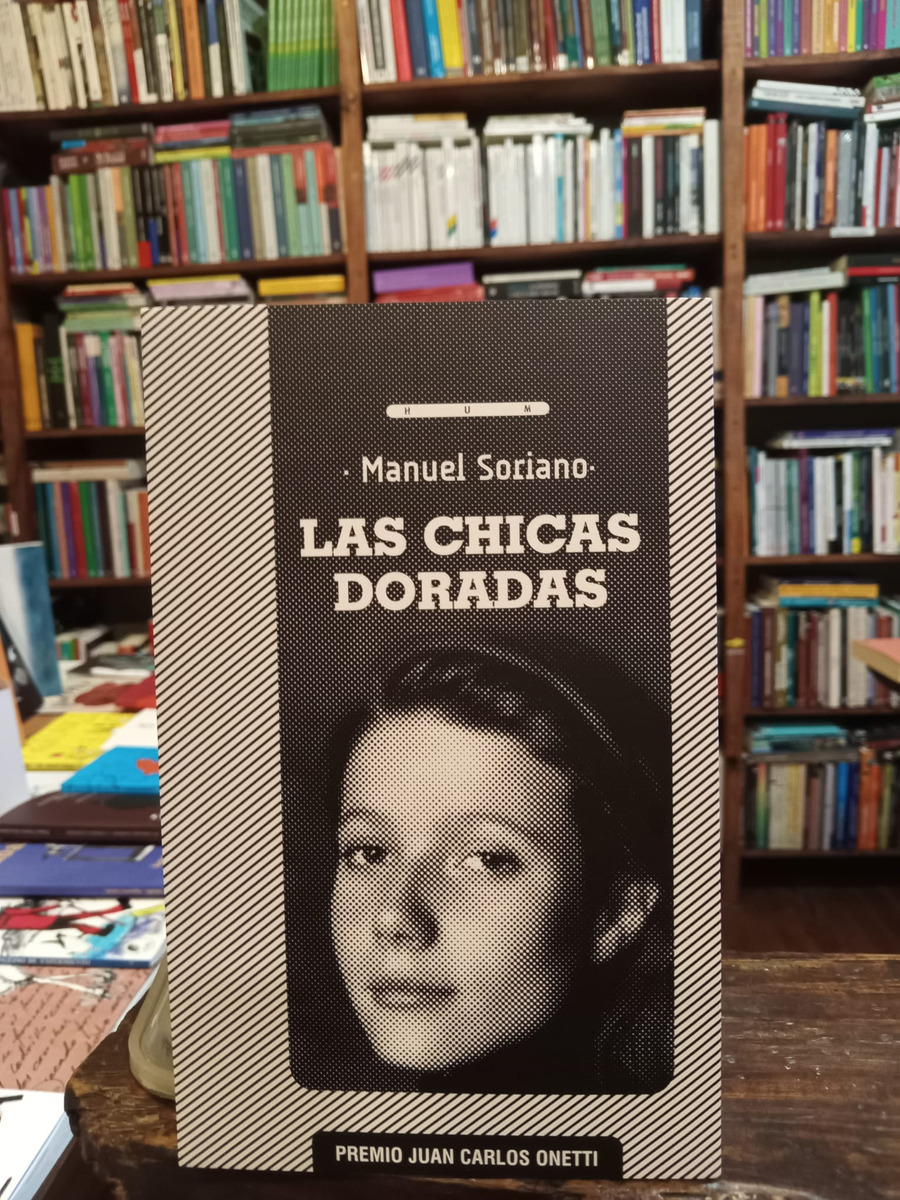 H U M
· Manuel Soriano·
LAS CHICAS
DORADAS
PREMIO JUAN CARLOS ONETTI